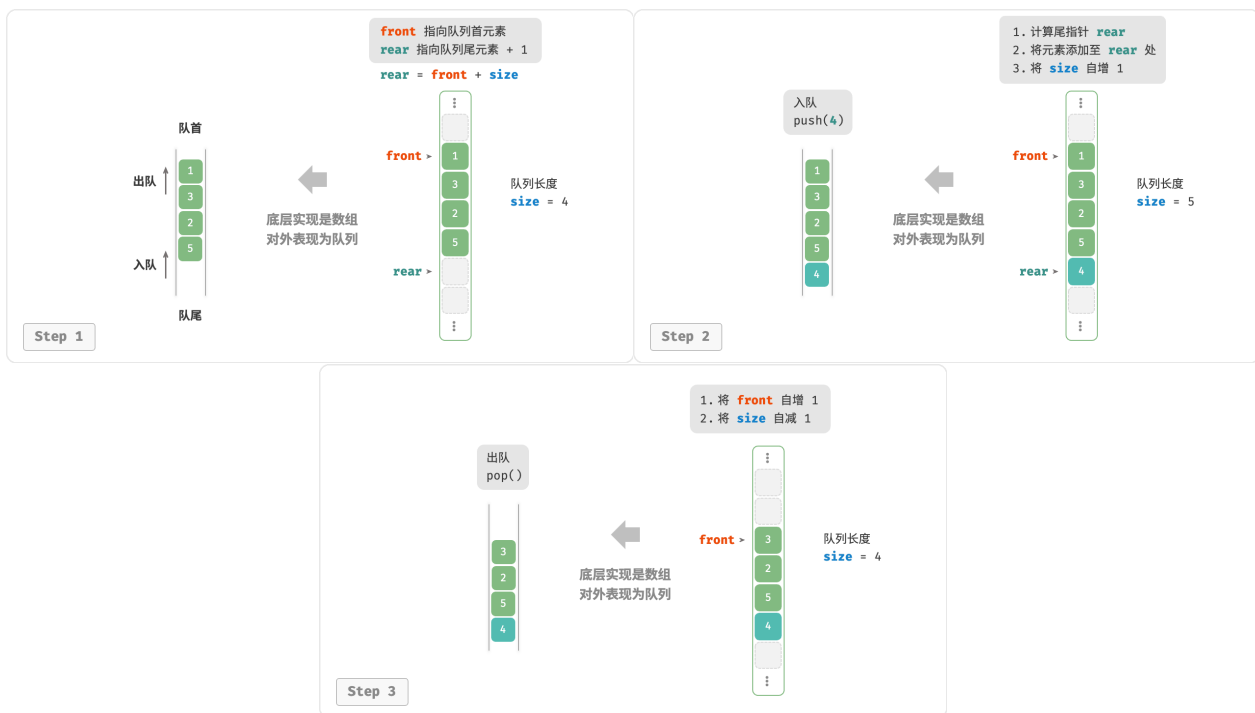 front 指向队列首元素
rear 指向队列尾元素 + 1
rear = front + size
队首
出队
入队
队尾
1
3
2
5
底层实现是数组
对外表现为队列
front
rear
1
3
2
5
队列长度
size = 4
Step 1
1. 计算尾指针 rear
2. 将元素添加至 rear 处
3. 将 size 自增 1
入队
push(4)
1
3
2
5
4
底层实现是数组
对外表现为队列
front
rear
1
3
2
5
4
队列长度
size = 5
Step 2
1. 将 front 自增 1
2. 将 size 自减 1
出队
pop()
3
2
5
4
底层实现是数组
对外表现为队列
front
3
2
5
4
队列长度
size = 4
Step 3